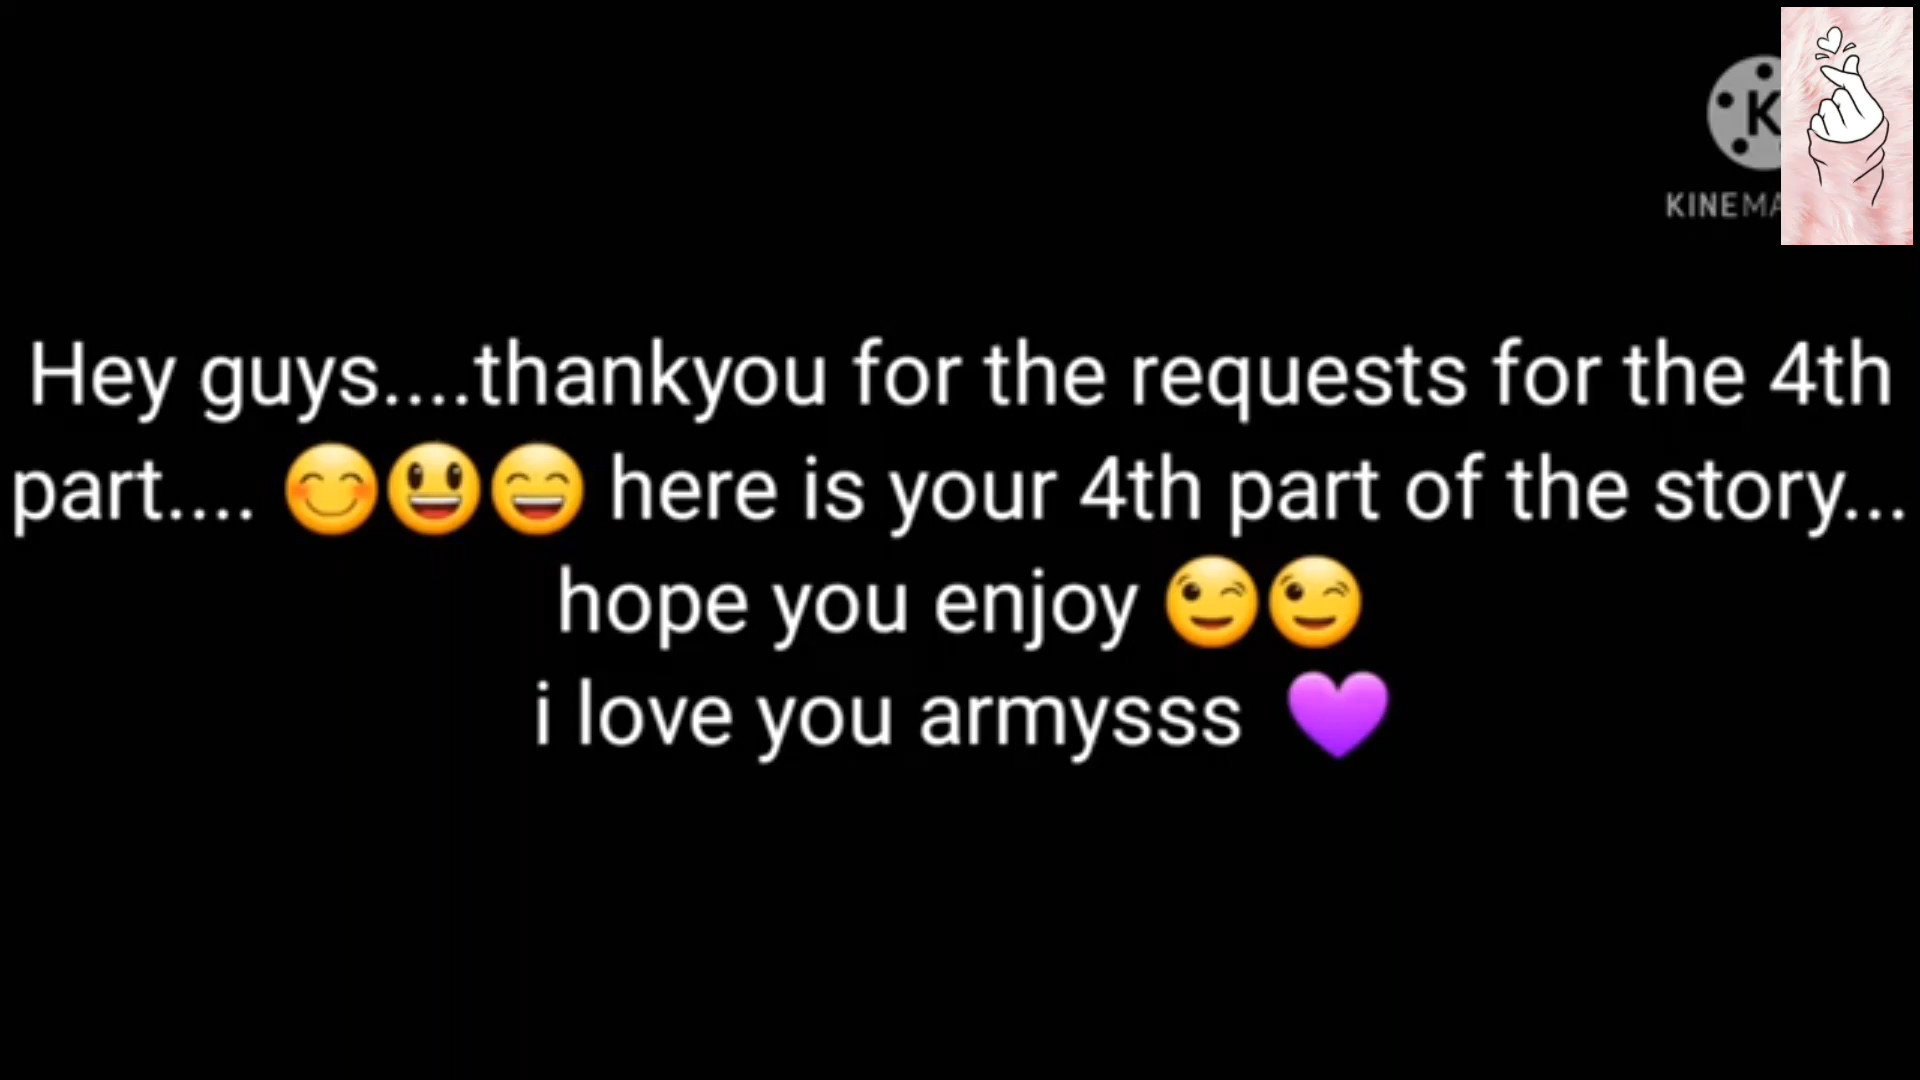 K
KINEMA
Hey guys....thankyou for the requests for the 4th
part.... 😊😃😄 here is your 4th part of the story...
hope you enjoy 😉😉
i love you armysss 💜